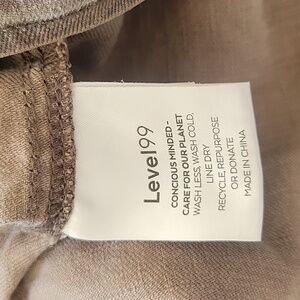 Level99
CONCIOUS MINDED -
CARE FOR OUR PLANET
WASH LESS, WASH COLD,
LINE DRY
RECYCLE, REPURPOSE
OR DONATE
MADE IN CHINA